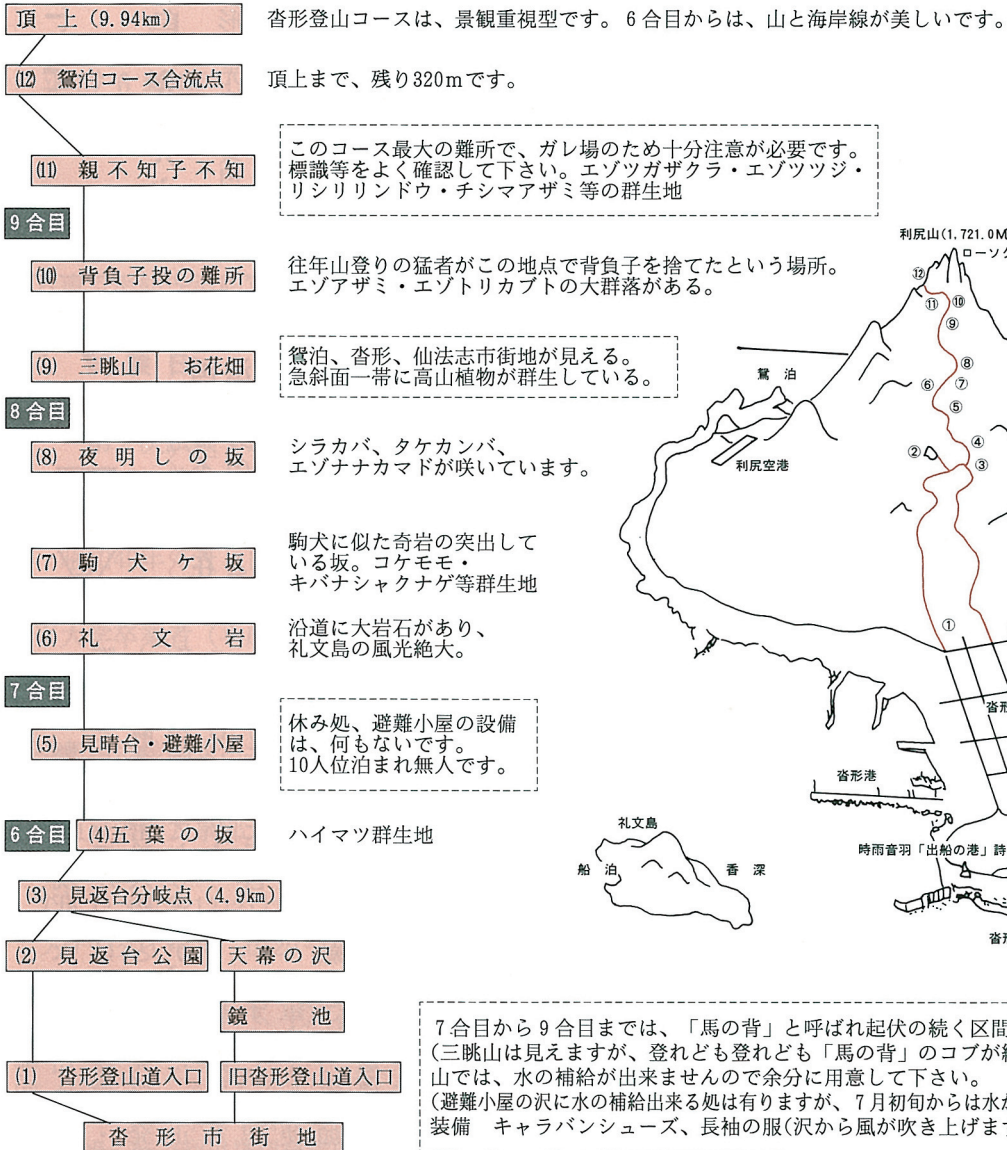 頂 上 (9.94km)
沓形登山コースは、景観重視型です。6合目からは、山と海岸線が美しいです。
(12) 鴛泊コース合流点
頂上まで、残り320mです。
(11) 親不知子不知
このコース最大の難所で、ガレ場のため十分注意が必要です。
標識等をよく確認して下さい。エゾツガザクラ・エゾツツジ・
リシリリンドウ・チシマアザミ等の群生地
9合目
(10) 背負子投の難所
往年山登りの猛者がこの地点で背負子を捨てたという場所。
エゾアザミ・エゾトリカブトの大群落がある。
(9) 三眺山 お花畑
鴛泊、沓形、仙法志市街地が見える。
急斜面一帯に高山植物が群生している。
8合目
(8) 夜明しの坂
シラカバ、タケカンバ、
エゾナナカマドが咲いています。
(7) 駒犬ケ坂
駒犬に似た奇岩の突出して
いる坂。コケモモ・
キバナシャクナゲ等群生地
(6) 礼文岩
沿道に大岩石があり、
礼文島の風光絶大。
7合目
(5) 見晴台・避難小屋
休み処、避難小屋の設備
は、何もないです。
10人位泊まれ無人です。
6合目
(4)五葉の坂
ハイマツ群生地
(3) 見返台分岐点 (4.9km)
(2) 見返台公園
天幕の沢
鏡池
(1) 沓形登山道入口
旧沓形登山道入口
沓形市街地
7合目から9合目までは、「馬の背」と呼ばれ起伏の続く区間
(三眺山は見えますが、登れども登れども「馬の背」のコブが
山では、水の補給が出来ませんので余分に用意して下さい。
(避難小屋の沢に水の補給出来る処は有りますが、7月初旬からは水が
装備 キャラバンシューズ、長袖の服(沢から風が吹き上げます
利尻山(1,721.0M
ローソク
⑫
⑪
⑩
⑨
⑧
⑥
⑦
⑤
④
②
③
①
鴛泊
利尻空港
沓形
沓形港
時雨音羽「出船の港」詩
礼文島
船泊
香深
沓形